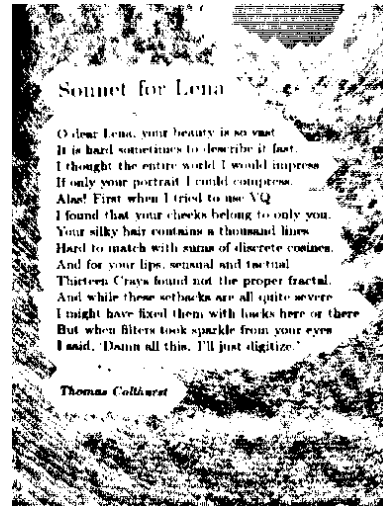 Sonnet for Lena
O dear Lena, your beauty is so vast
It is hard sometimes to describe it fast.
I thought the entire world I would impress
If only your portrait I could compress.
Alas! First when I tried to use VQ
I found that your cheeks belong to only you.
Your silky hair contains a thousand lines
Hard to match with sums of discrete cosines.
And for your lips, sensual and tactual
Thirteen Crays found not the proper fractal.
And while these setbacks are all quite severe
I might have fixed them with hacks here or there
But when filters took sparkle from your eyes
I said, 'Damn all this. I'll just digitize.'
Thomas Colthurst